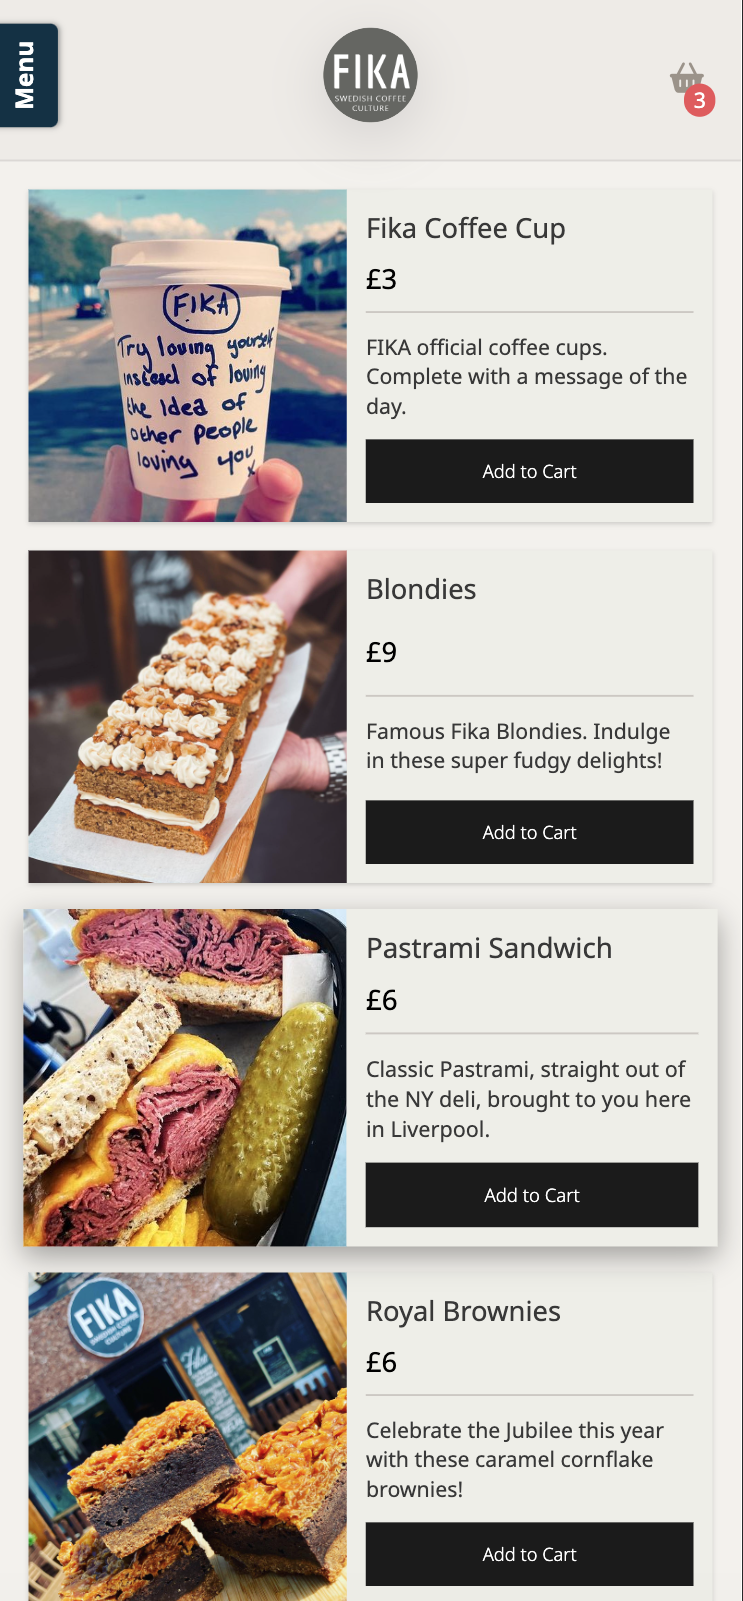 Menu
FIKA
SWEDISH COFFEE
CULTURE
3
FIKA
Try loving yourself
instead of loving
the Idea of
other people
loving you
x
Fika Coffee Cup
£3
FIKA official coffee cups.
Complete with a message of the
day.
Add to Cart
Blondies
£9
Famous Fika Blondies. Indulge
in these super fudgy delights!
Add to Cart
Pastrami Sandwich
£6
Classic Pastrami, straight out of
the NY deli, brought to you here
in Liverpool.
Add to Cart
FIKA
SWEDISH COFFEE
CULTURE
Royal Brownies
£6
Celebrate the Jubilee this year
with these caramel cornflake
brownies!
Add to Cart